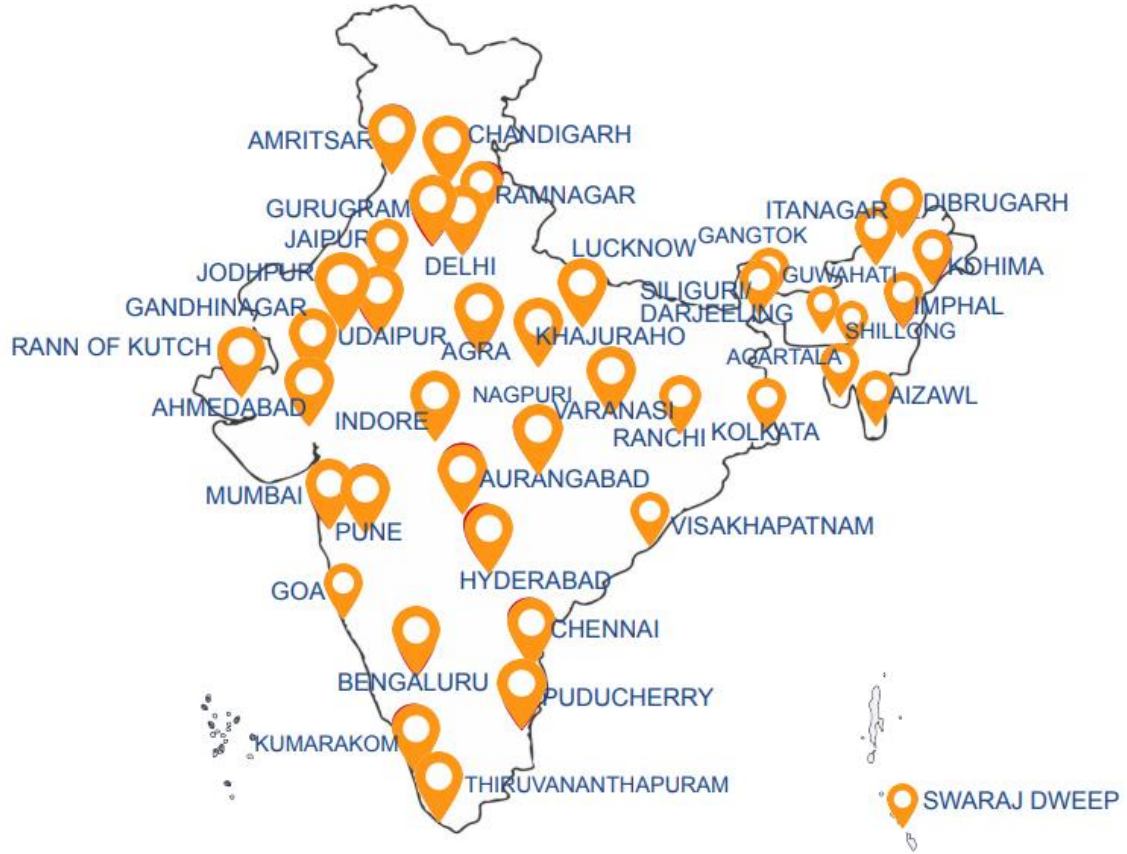 AMRITSAR
CHANDIGARH
RAMNAGAR
GURUGRAM
ITANAGAR
DIBRUGARH
JAIPUR
DELHI
LUCKNOW
GANGTOK
KOHIMA
JODHPUR
GUWAHATI
SILIGURI/
DARJEELING
GANDHINAGAR
IMPHAL
UDAIPUR
AGRA
KHAJURAHO
SHILLONG
RANN OF KUTCH
AGARTALA
AHMEDABAD
INDORE
NAGPURI
VARANASI
RANCHI
KOLKATA
AIZAWL
AURANGABAD
MUMBAI
PUNE
VISAKHAPATNAM
HYDERABAD
GOA
CHENNAI
BENGALURU
PUDUCHERRY
KUMARAKOM
THIRUVANANTHAPURAM
SWARAJ DWEEP